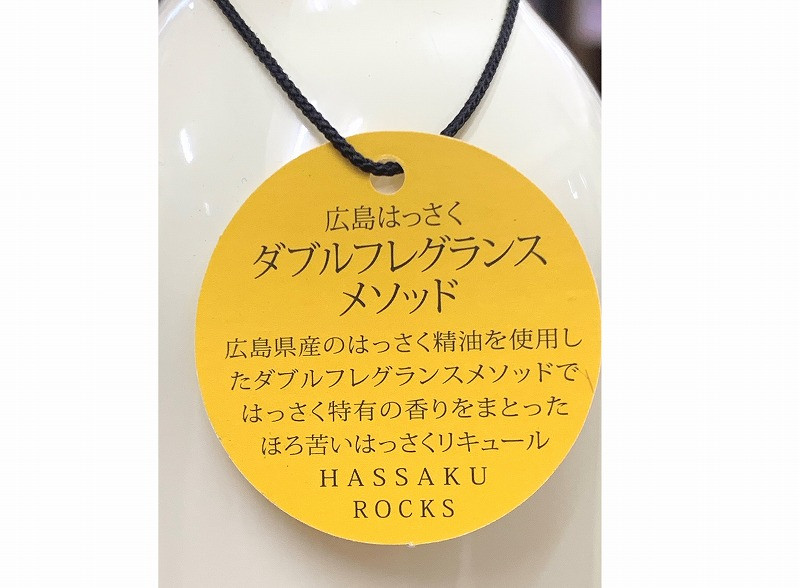 広島はっさく
ダブルフレグランス
メソッド
広島県産のはっさく精油を使用し
たダブルフレグランスメソッドで
はっさく特有の香りをまとった
ほろ苦いはっさくリキュール
HASSAKU
ROCKS